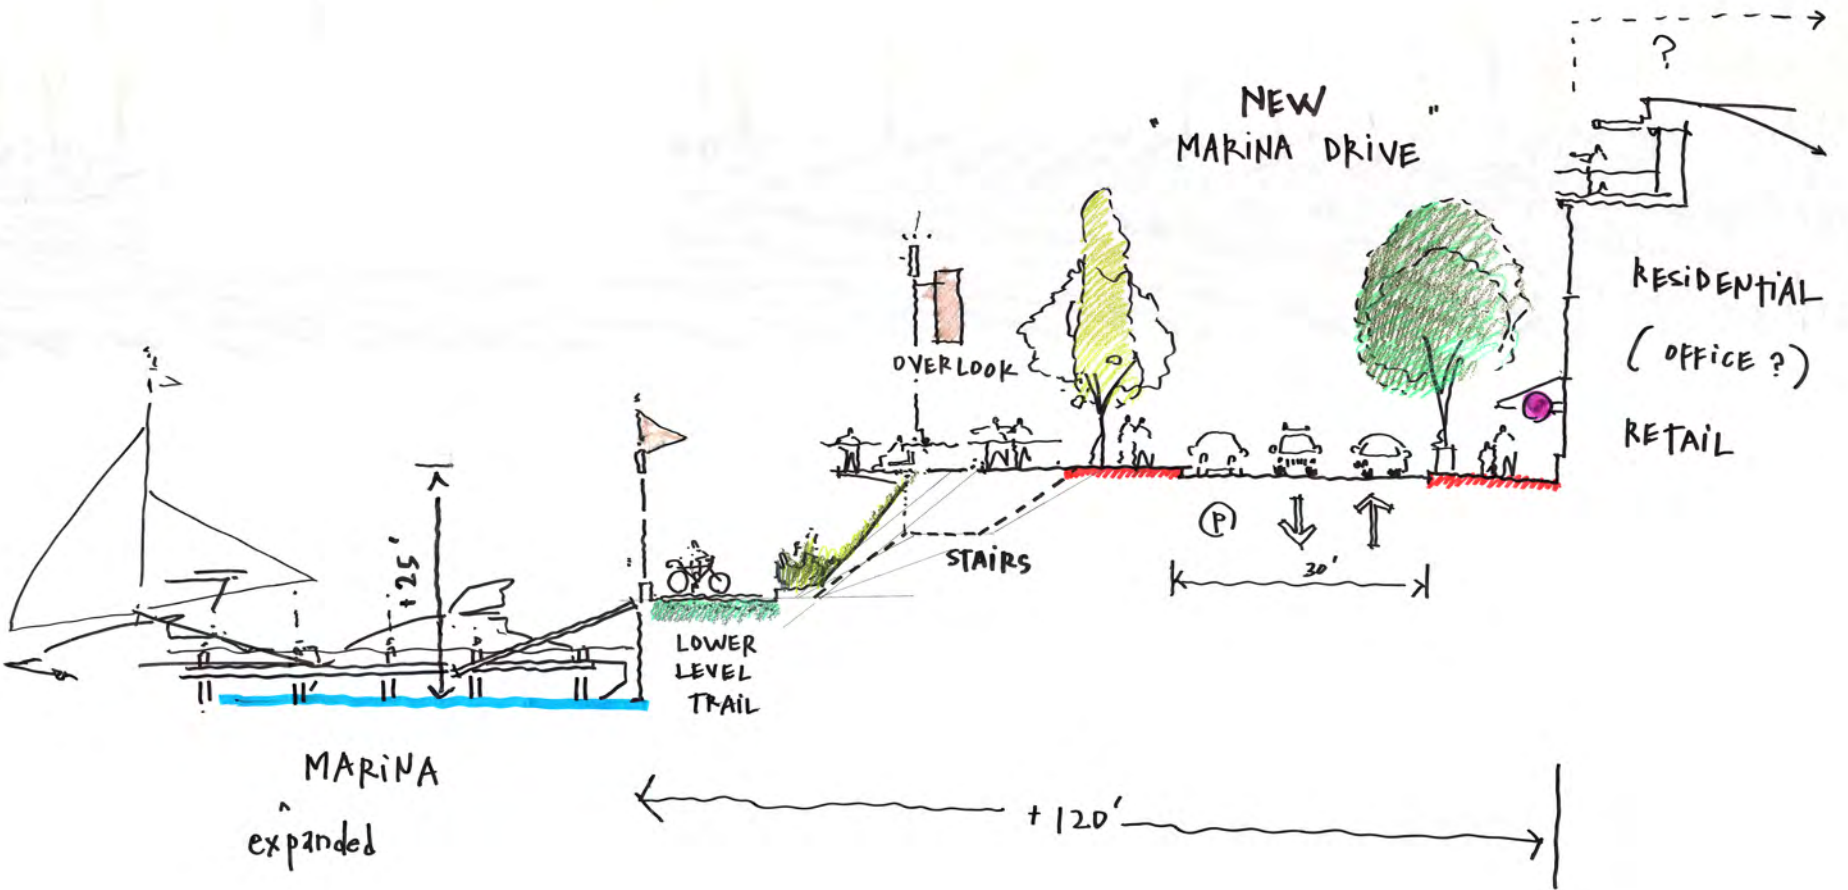 ?
NEW
" MARINA DRIVE "
RESIDENTIAL
( OFFICE ? )
RETAIL
OVERLOOK
+25'
STAIRS
P
30'
LOWER
LEVEL
TRAIL
MARINA
^
expanded
+120'